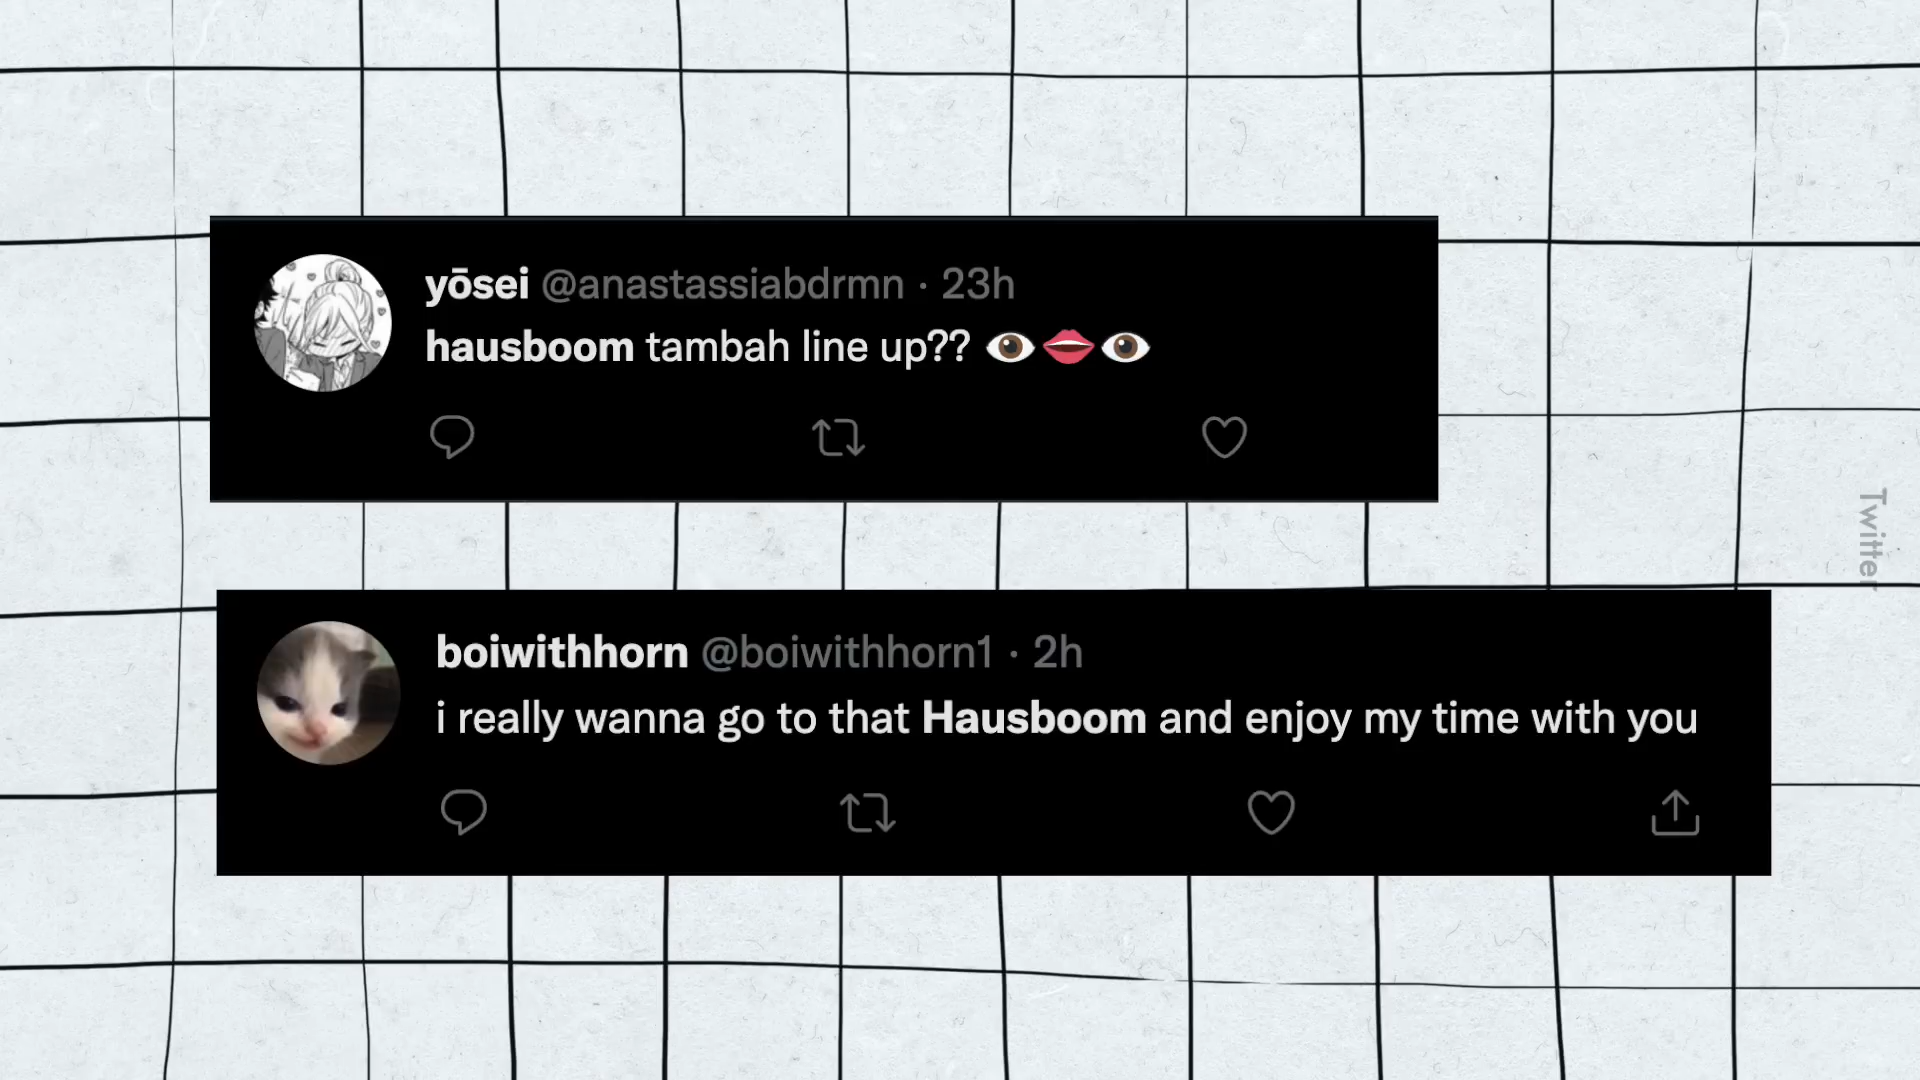 yōsei @anastassiabdrmn · 23h
hausboom tambah line up?? 👁️👄👁️
Twitter
boiwithhorn @boiwithhorn1 · 2h
i really wanna go to that Hausboom and enjoy my time with you